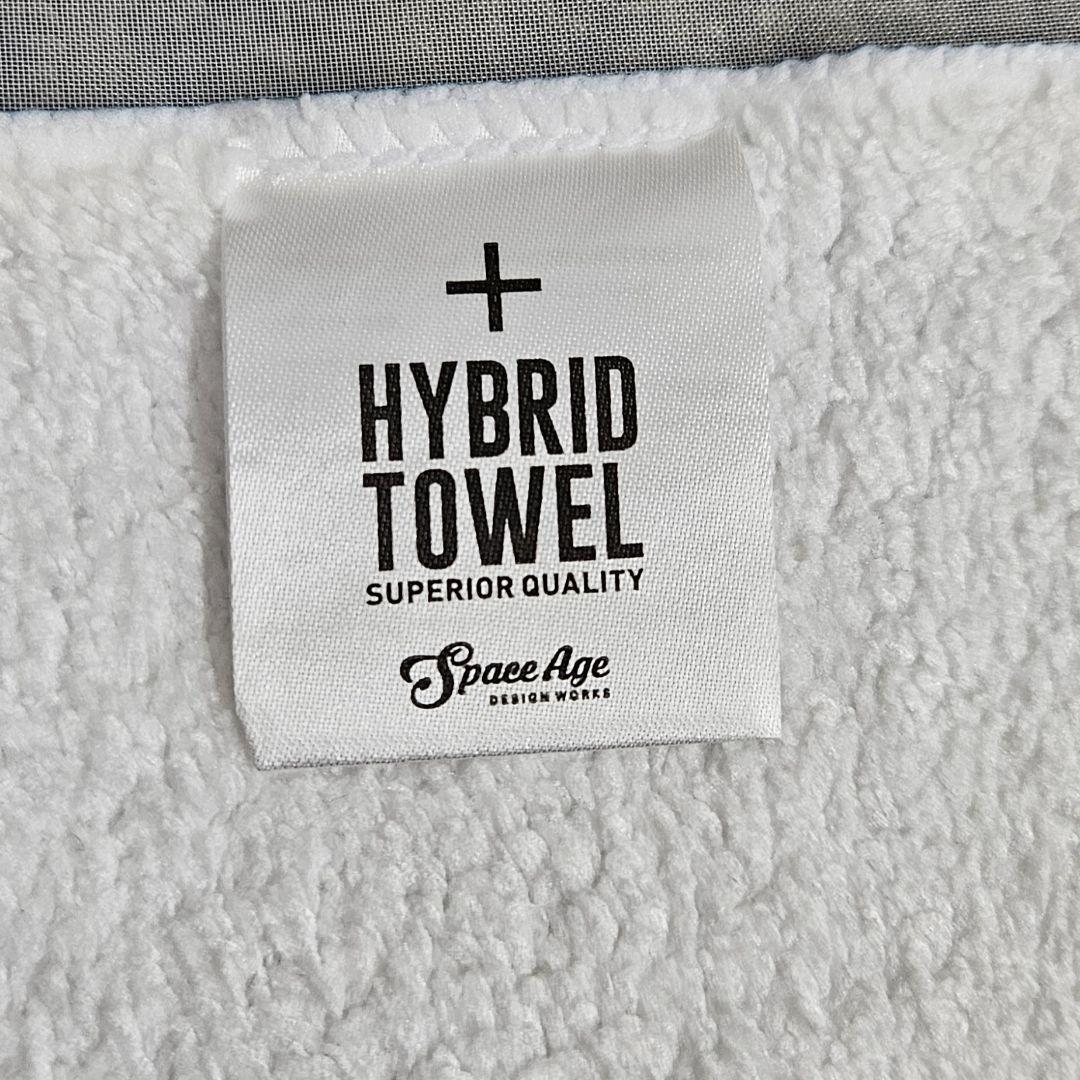 +
HYBRID
TOWEL
SUPERIOR QUALITY
Space Age
DESIGN WORKS